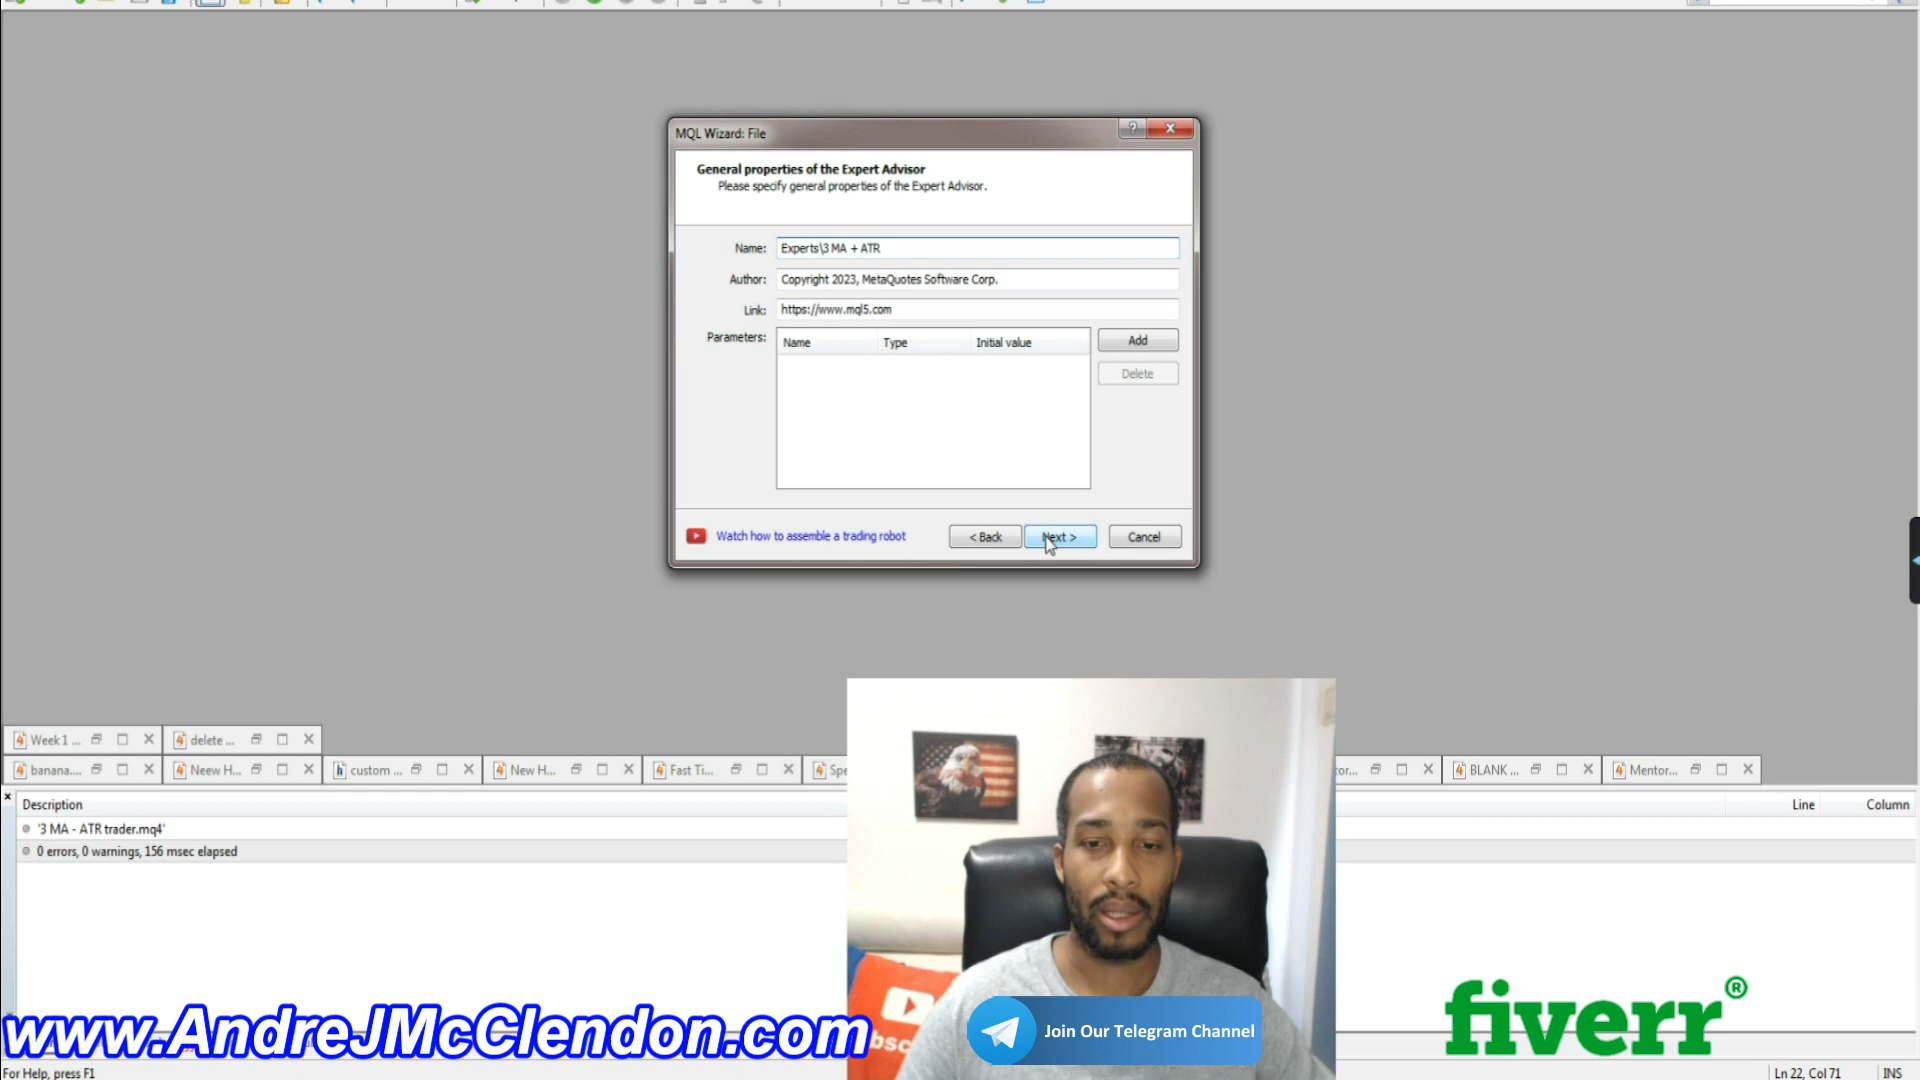 MQL Wizard: File
General properties of the Expert Advisor
Please specify general properties of the Expert Advisor.
Name: Experts\3 MA + ATR
Author: Copyright 2023, MetaQuotes Software Corp.
Link: https://www.mql5.com
Parameters: Name Type Initial value Add
Delete
Watch how to assemble a trading robot < Back Next > Cancel
Week 1 ... delete ...
banana.... Neew H... custom ... New H... Fast Ti... Spe or... BLANK ... Mentor...
Description Line Column
'3 MA - ATR trader.mq4'
0 errors, 0 warnings, 156 msec elapsed
www.AndreJMcClendon.com
Join Our Telegram Channel
fiverr®
For Help, press F1 Ln 22, Col 71 INS